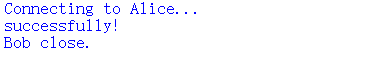 Connecting to Alice...
successfully!
Bob close.